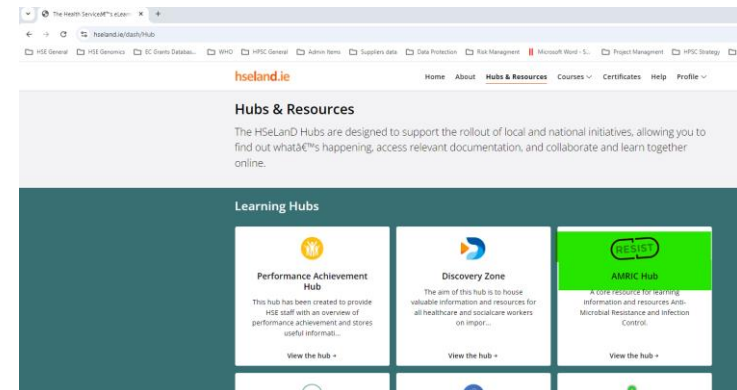 The Health Serviceâ€™s eLear
hseland.ie/dash/Hub
HSE General HSE Genomics EC Grants Databas... WHO HPSC General Admin Items Suppliers data Data Protection Risk Managment Microsoft Word - S... Project Managment HPSC Strategy
hseland.ie Home About Hubs & Resources Courses Certificates Help Profile
Hubs & Resources
The HSeLanD Hubs are designed to support the rollout of local and national initiatives, allowing you to
find out whatâ€™s happening, access relevant documentation, and collaborate and learn together
online.
Learning Hubs
Performance Achievement
Hub
This hub has been created to provide
HSE staff with an overview of
performance achievement and stores
useful informati...
View the hub
Discovery Zone
The aim of this hub is to house
valuable information and resources for
all healthcare and socialcare workers
on impor...
View the hub
RESIST
AMRIC Hub
A core resource for learning
information and resources Anti-
Microbial Resistance and Infection
Control.
View the hub